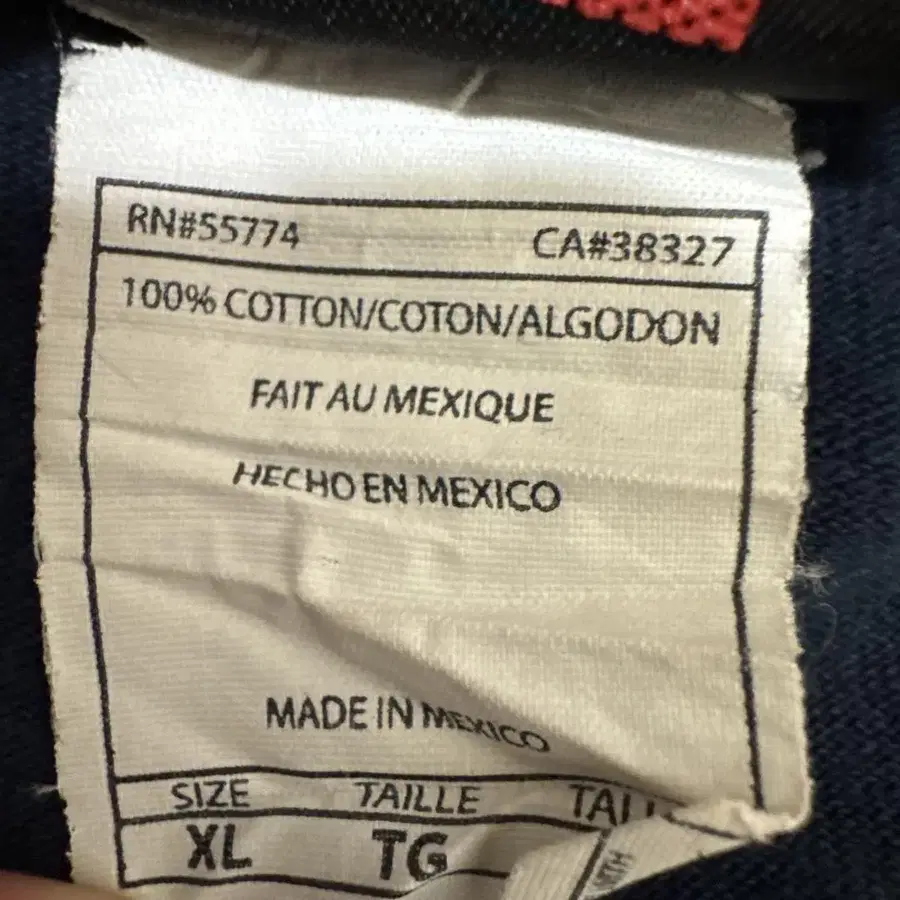 RN#55774 CA#38327
100% COTTON/COTON/ALGODON
FAIT AU MEXIQUE
HECHO EN MEXICO
MADE IN MEXICO
SIZE TAILLE
XL TG